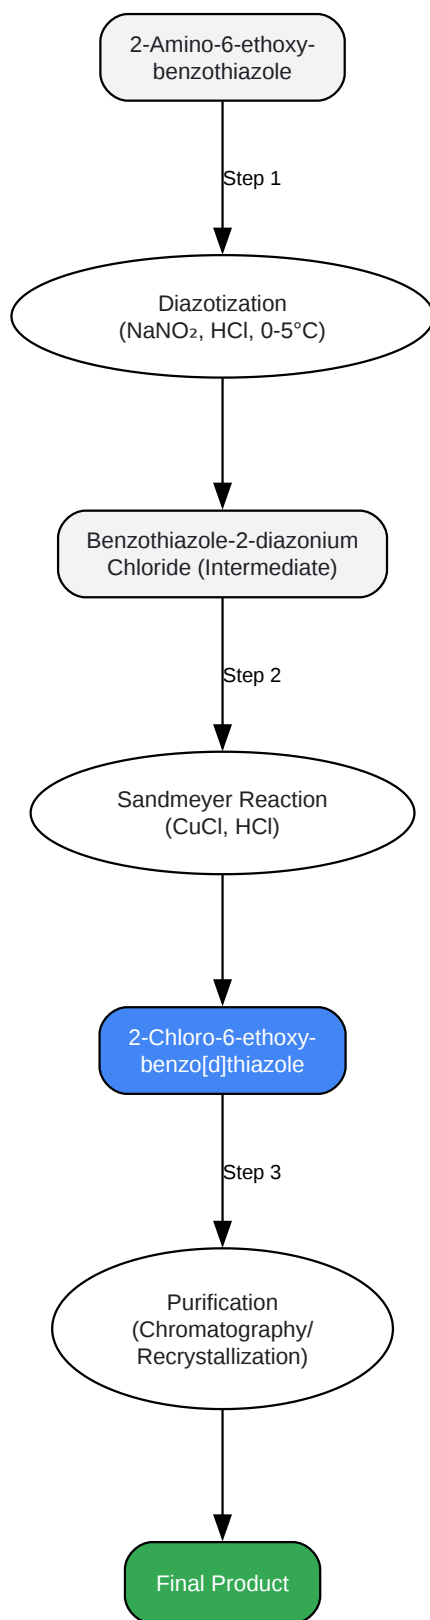 2-Amino-6-ethoxy-
benzothiazole
Step 1
Diazotization
(NaNO₂, HCl, 0-5°C)
Benzothiazole-2-diazonium
Chloride (Intermediate)
Step 2
Sandmeyer Reaction
(CuCl, HCl)
2-Chloro-6-ethoxy-
benzo[d]thiazole
Step 3
Purification
(Chromatography/
Recrystallization)
Final Product